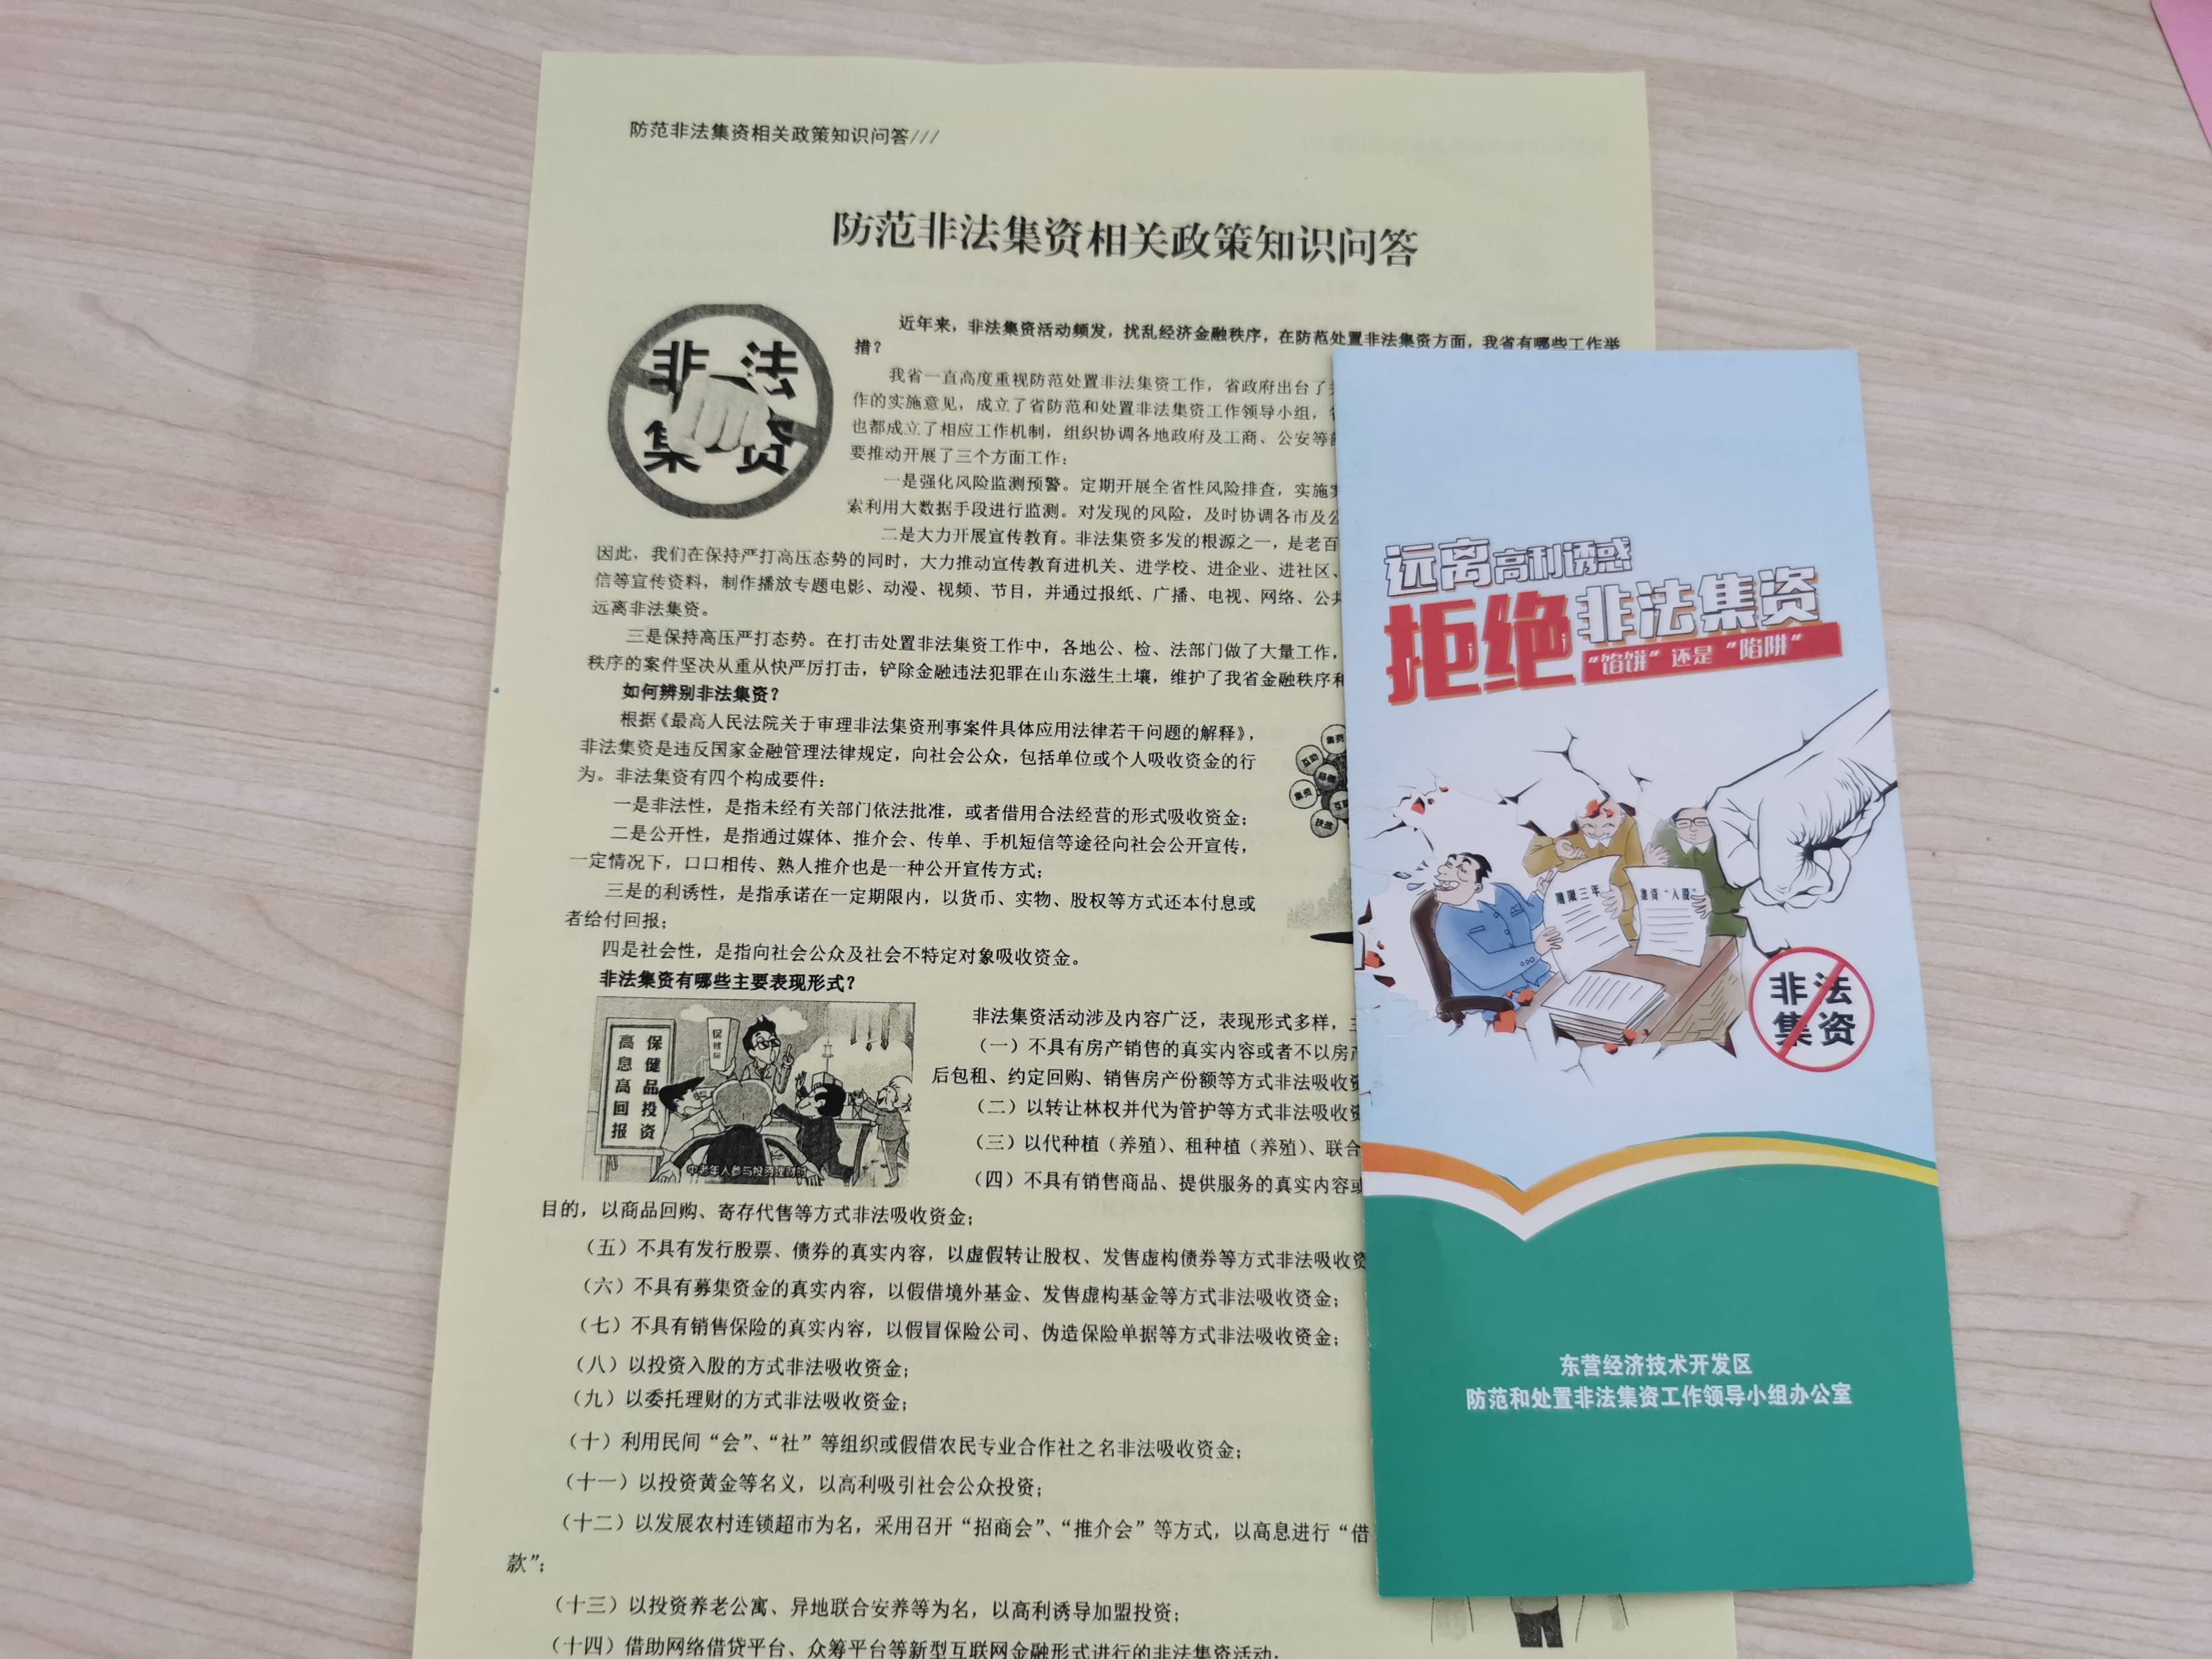 防范非法集资相关政策知识问答///
防范非法集资相关政策知识问答
非法
集资
近年来，非法集资活动频发，扰乱经济金融秩序，在防范处置非法集资方面，我省有哪些工作举
措？
我省一直高度重视防范处置非法集资工作，省政府出台了
作的实施意见，成立了省防范和处置非法集资工作领导小组，
也都成立了相应工作机制，组织协调各地政府及工商、公安等
要推动开展了三个方面工作：
一是强化风险监测预警。定期开展全省性风险排查，实施
索利用大数据手段进行监测。对发现的风险，及时协调各市及
二是大力开展宣传教育。非法集资多发的根源之一，是老百
因此，我们在保持严打高压态势的同时，大力推动宣传教育进机关、进学校、进企业、进社区、
信等宣传资料，制作播放专题电影、动漫、视频、节目，并通过报纸、广播、电视、网络、公共
远离非法集资。
三是保持高压严打态势。在打击处置非法集资工作中，各地公、检、法部门做了大量工作，
秩序的案件坚决从重从快严厉打击，铲除金融违法犯罪在山东滋生土壤，维护了我省金融秩序和
如何辨别非法集资？
根据《最高人民法院关于审理非法集资刑事案件具体应用法律若干问题的解释》，
非法集资是违反国家金融管理法律规定，向社会公众，包括单位或个人吸收资金的行
为。非法集资有四个构成要件：
一是非法性，是指未经有关部门依法批准，或者借用合法经营的形式吸收资金；
二是公开性，是指通过媒体、推介会、传单、手机短信等途径向社会公开宣传，
一定情况下，口口相传、熟人推介也是一种公开宣传方式；
三是的利诱性，是指承诺在一定期限内，以货币、实物、股权等方式还本付息或
者给付回报；
四是社会性，是指向社会公众及社会不特定对象吸收资金。
互助
集资
扶贫
非法集资有哪些主要表现形式？
保健品投资
高息高回报
保健品
中老年人参与投资理财时
非法集资活动涉及内容广泛，表现形式多样，
（一）不具有房产销售的真实内容或者不以房产
后包租、约定回购、销售房产份额等方式非法吸收资
（二）以转让林权并代为管护等方式非法吸收资
（三）以代种植（养殖）、租种植（养殖）、联合
（四）不具有销售商品、提供服务的真实内容或
目的，以商品回购、寄存代售等方式非法吸收资金；
（五）不具有发行股票、债券的真实内容，以虚假转让股权、发售虚构债券等方式非法吸收资
（六）不具有募集资金的真实内容，以假借境外基金、发售虚构基金等方式非法吸收资金；
（七）不具有销售保险的真实内容，以假冒保险公司、伪造保险单据等方式非法吸收资金；
（八）以投资入股的方式非法吸收资金；
（九）以委托理财的方式非法吸收资金；
（十）利用民间“会”、“社”等组织或假借农民专业合作社之名非法吸收资金；
（十一）以投资黄金等名义，以高利吸引社会公众投资；
（十二）以发展农村连锁超市为名，采用召开“招商会”、“推介会”等方式，以高息进行“借
款”；
（十三）以投资养老公寓、异地联合安养等为名，以高利诱导加盟投资；
（十四）借助网络借贷平台、众筹平台等新型互联网金融形式进行的非法集资活动；
远离高利诱惑
拒绝非法集资
“馅饼”还是“陷阱”
期限三年
集资“入股”
非法
集资
东营经济技术开发区
防范和处置非法集资工作领导小组办公室